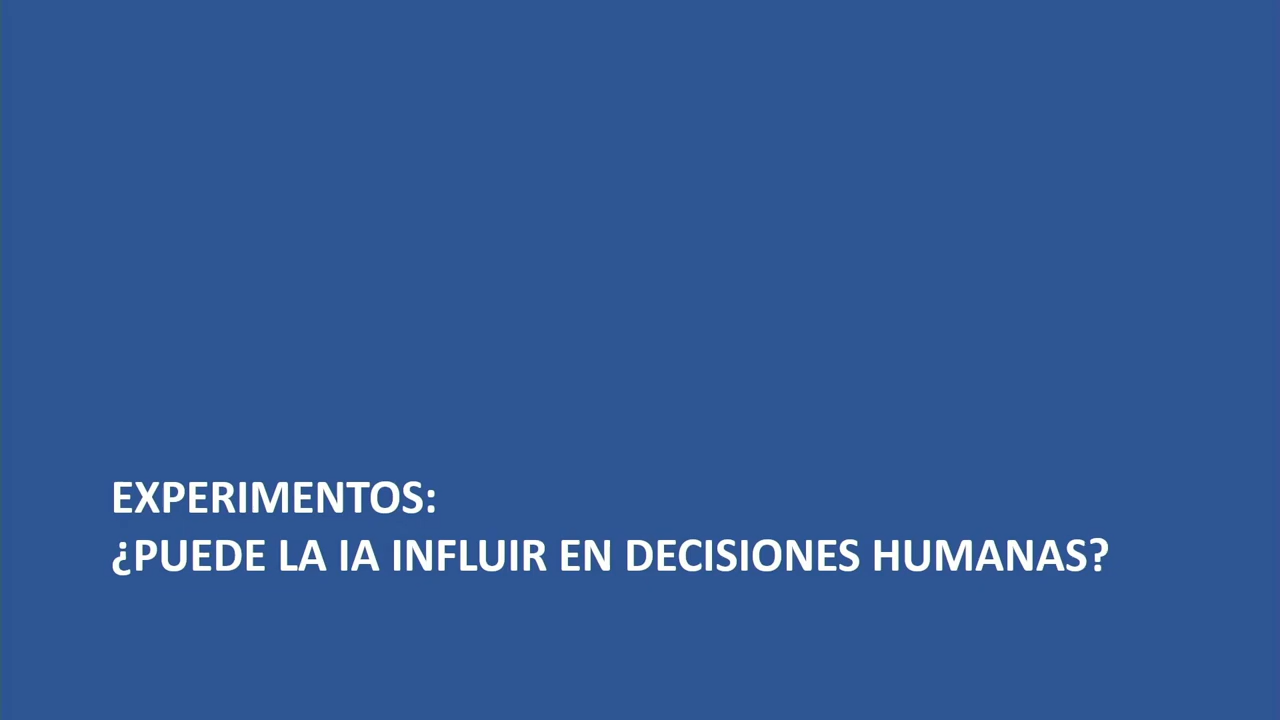 EXPERIMENTOS:
¿PUEDE LA IA INFLUIR EN DECISIONES HUMANAS?